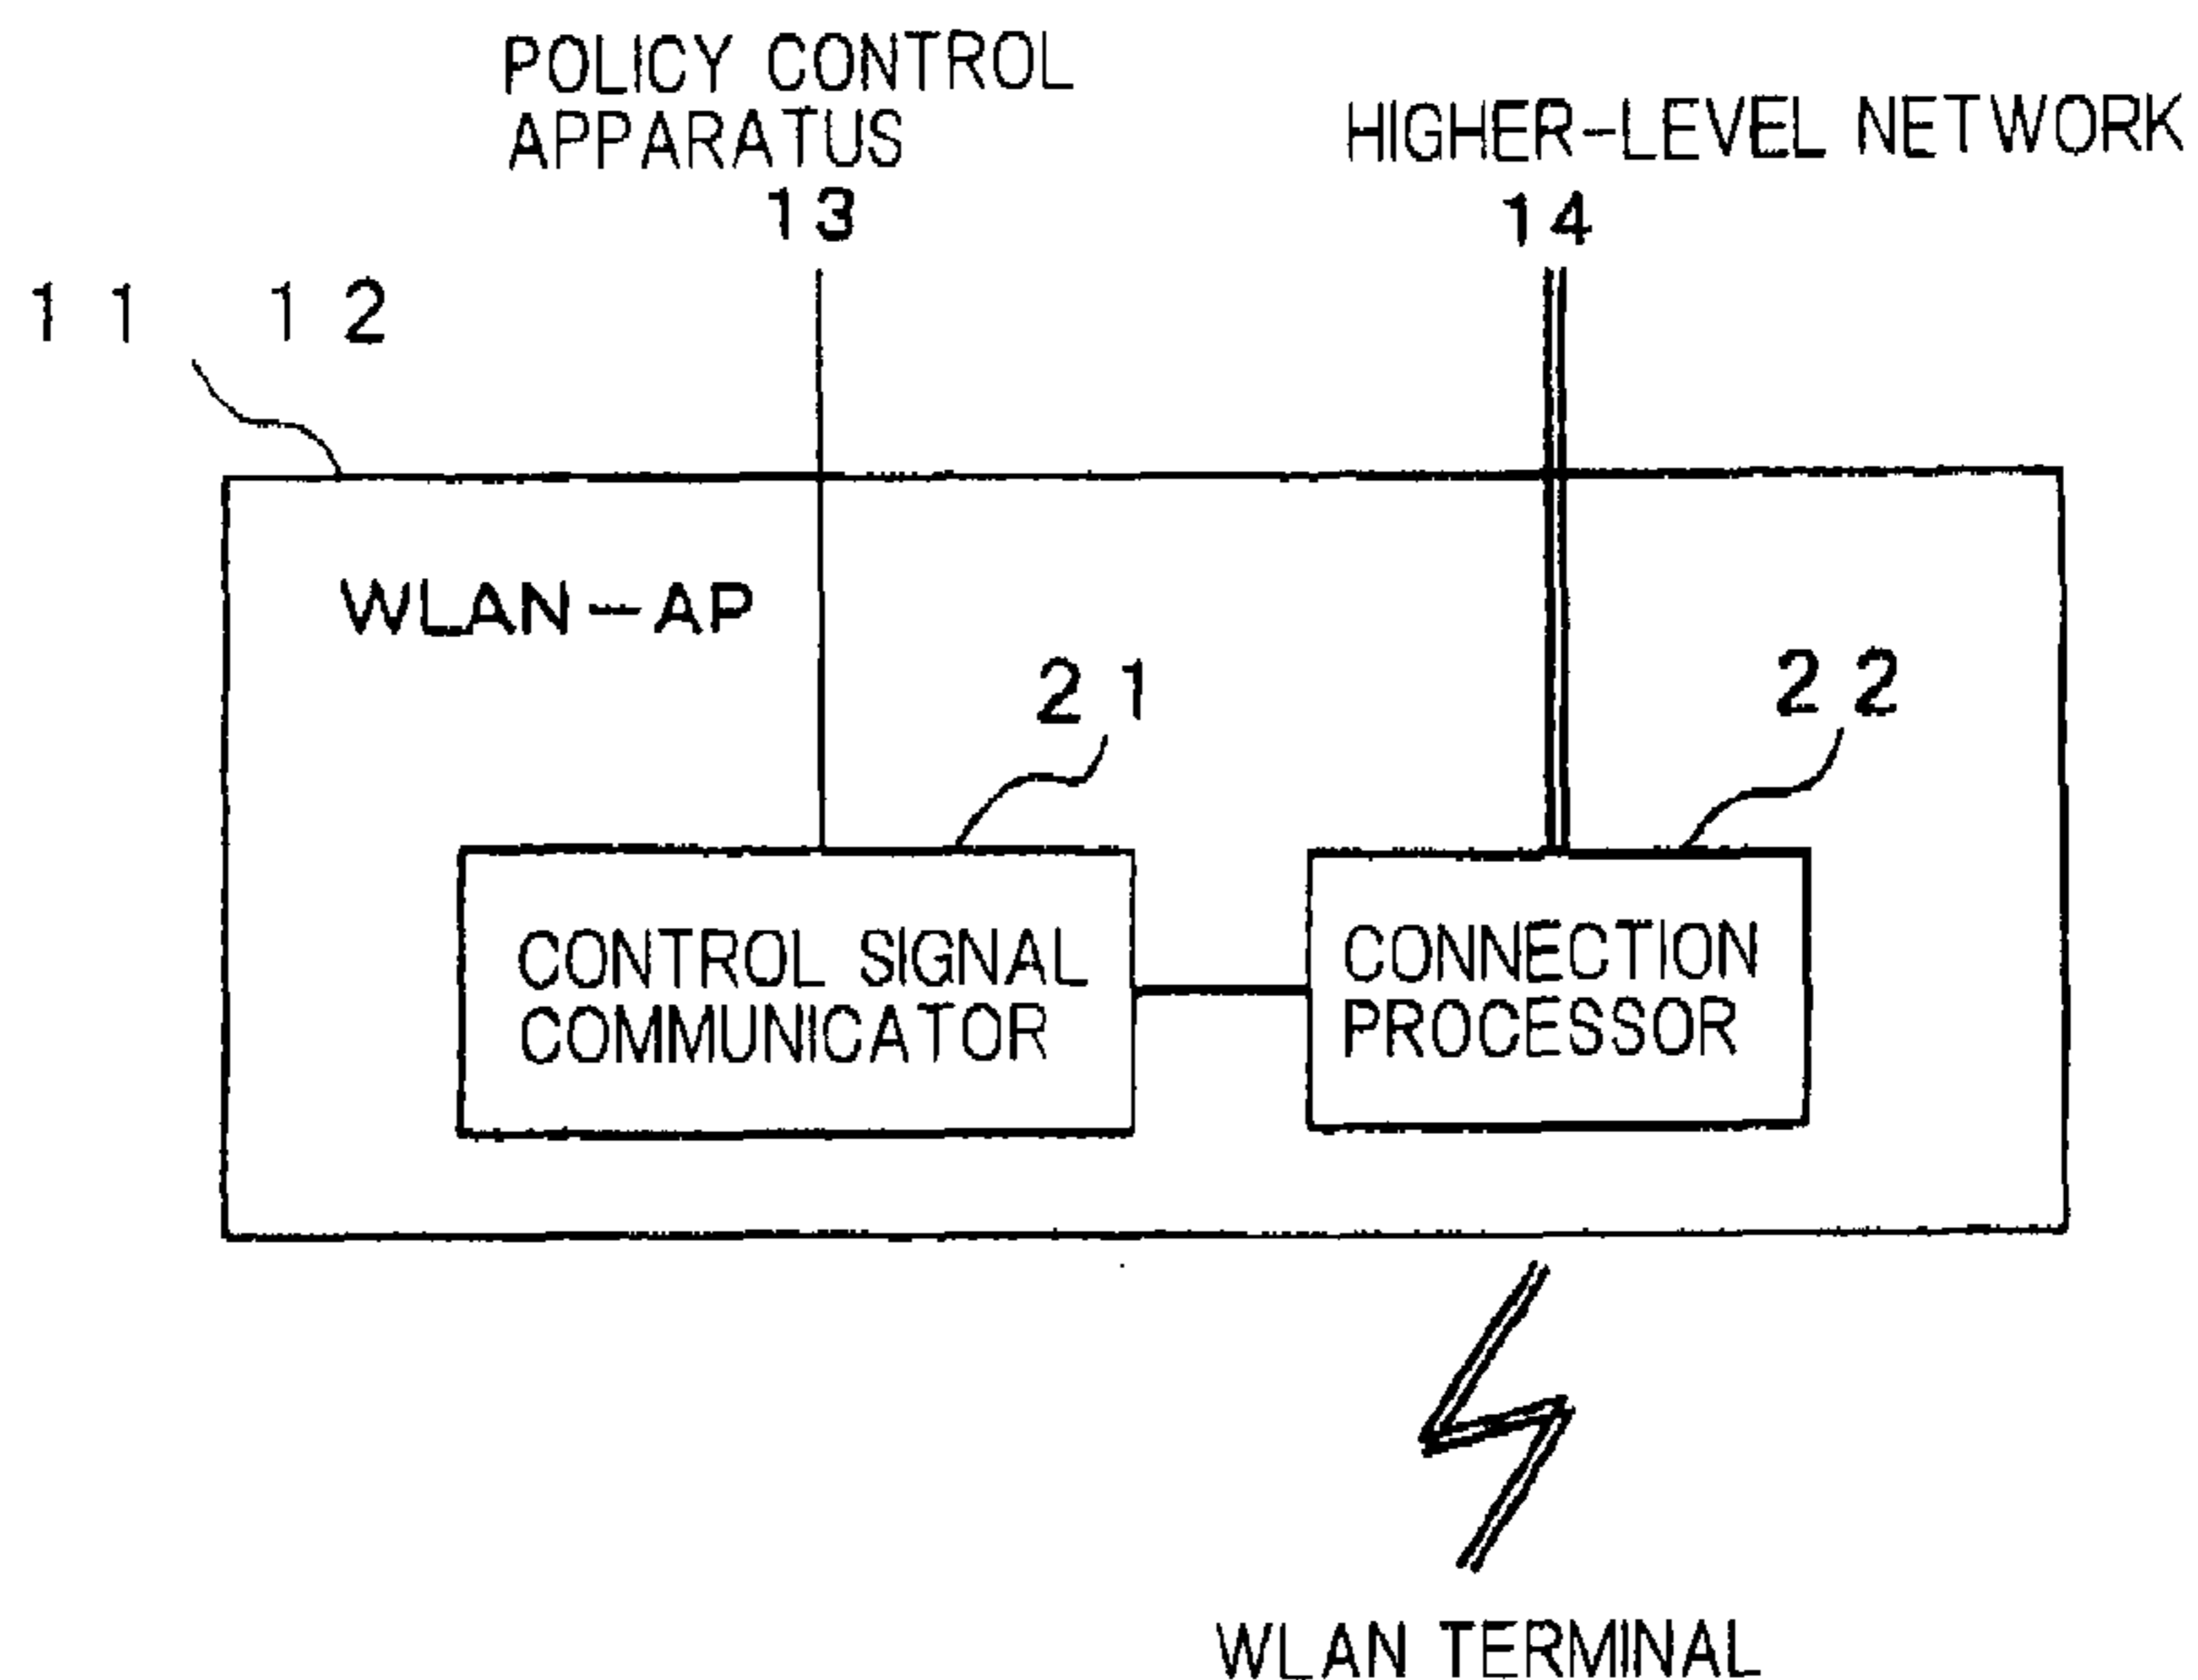 POLICY CONTROL
APPARATUS
13
HIGHER-LEVEL NETWORK
14
11 12
WLAN-AP
21
22
CONTROL SIGNAL
COMMUNICATOR
CONNECTION
PROCESSOR
WLAN TERMINAL